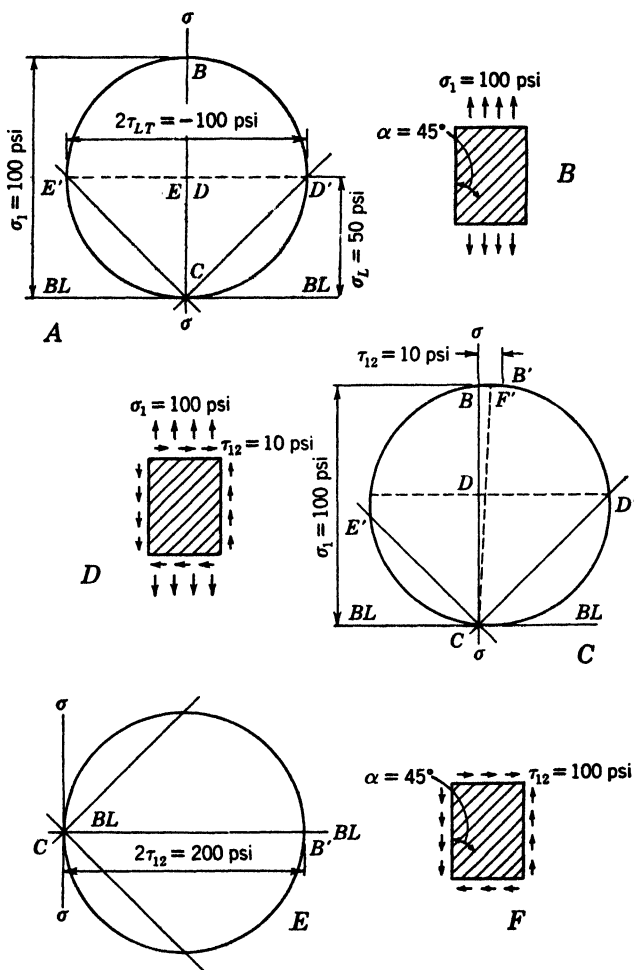 σ
B
σ₁ = 100 psi
2τ_LT = −100 psi
E′ E D D′
σ_L = 50 psi
C
BL BL
σ
A
σ₁ = 100 psi
α = 45°
B
σ
τ₁₂ = 10 psi
B F′ B′
σ₁ = 100 psi
D
E′ D′
BL BL
C
σ
C
σ₁ = 100 psi
τ₁₂ = 10 psi
D
σ
C BL B′ BL
2τ₁₂ = 200 psi
σ
E
α = 45°
τ₁₂ = 100 psi
F